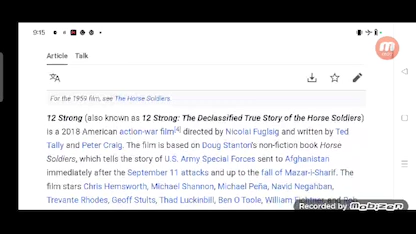 9:15
Article Talk
For the 1959 film, see The Horse Soldiers.
12 Strong (also known as 12 Strong: The Declassified True Story of the Horse Soldiers)
is a 2018 American action-war film[4] directed by Nicolai Fuglsig and written by Ted
Tally and Peter Craig. The film is based on Doug Stanton's non-fiction book Horse
Soldiers, which tells the story of U.S. Army Special Forces sent to Afghanistan
immediately after the September 11 attacks and up to the fall of Mazar-i-Sharif. The
film stars Chris Hemsworth, Michael Shannon, Michael Peña, Navid Negahban,
Trevante Rhodes, Geoff Stults, Thad Luckinbill, Ben O'Toole, William Fichtner and Rob
Recorded by Mobizen